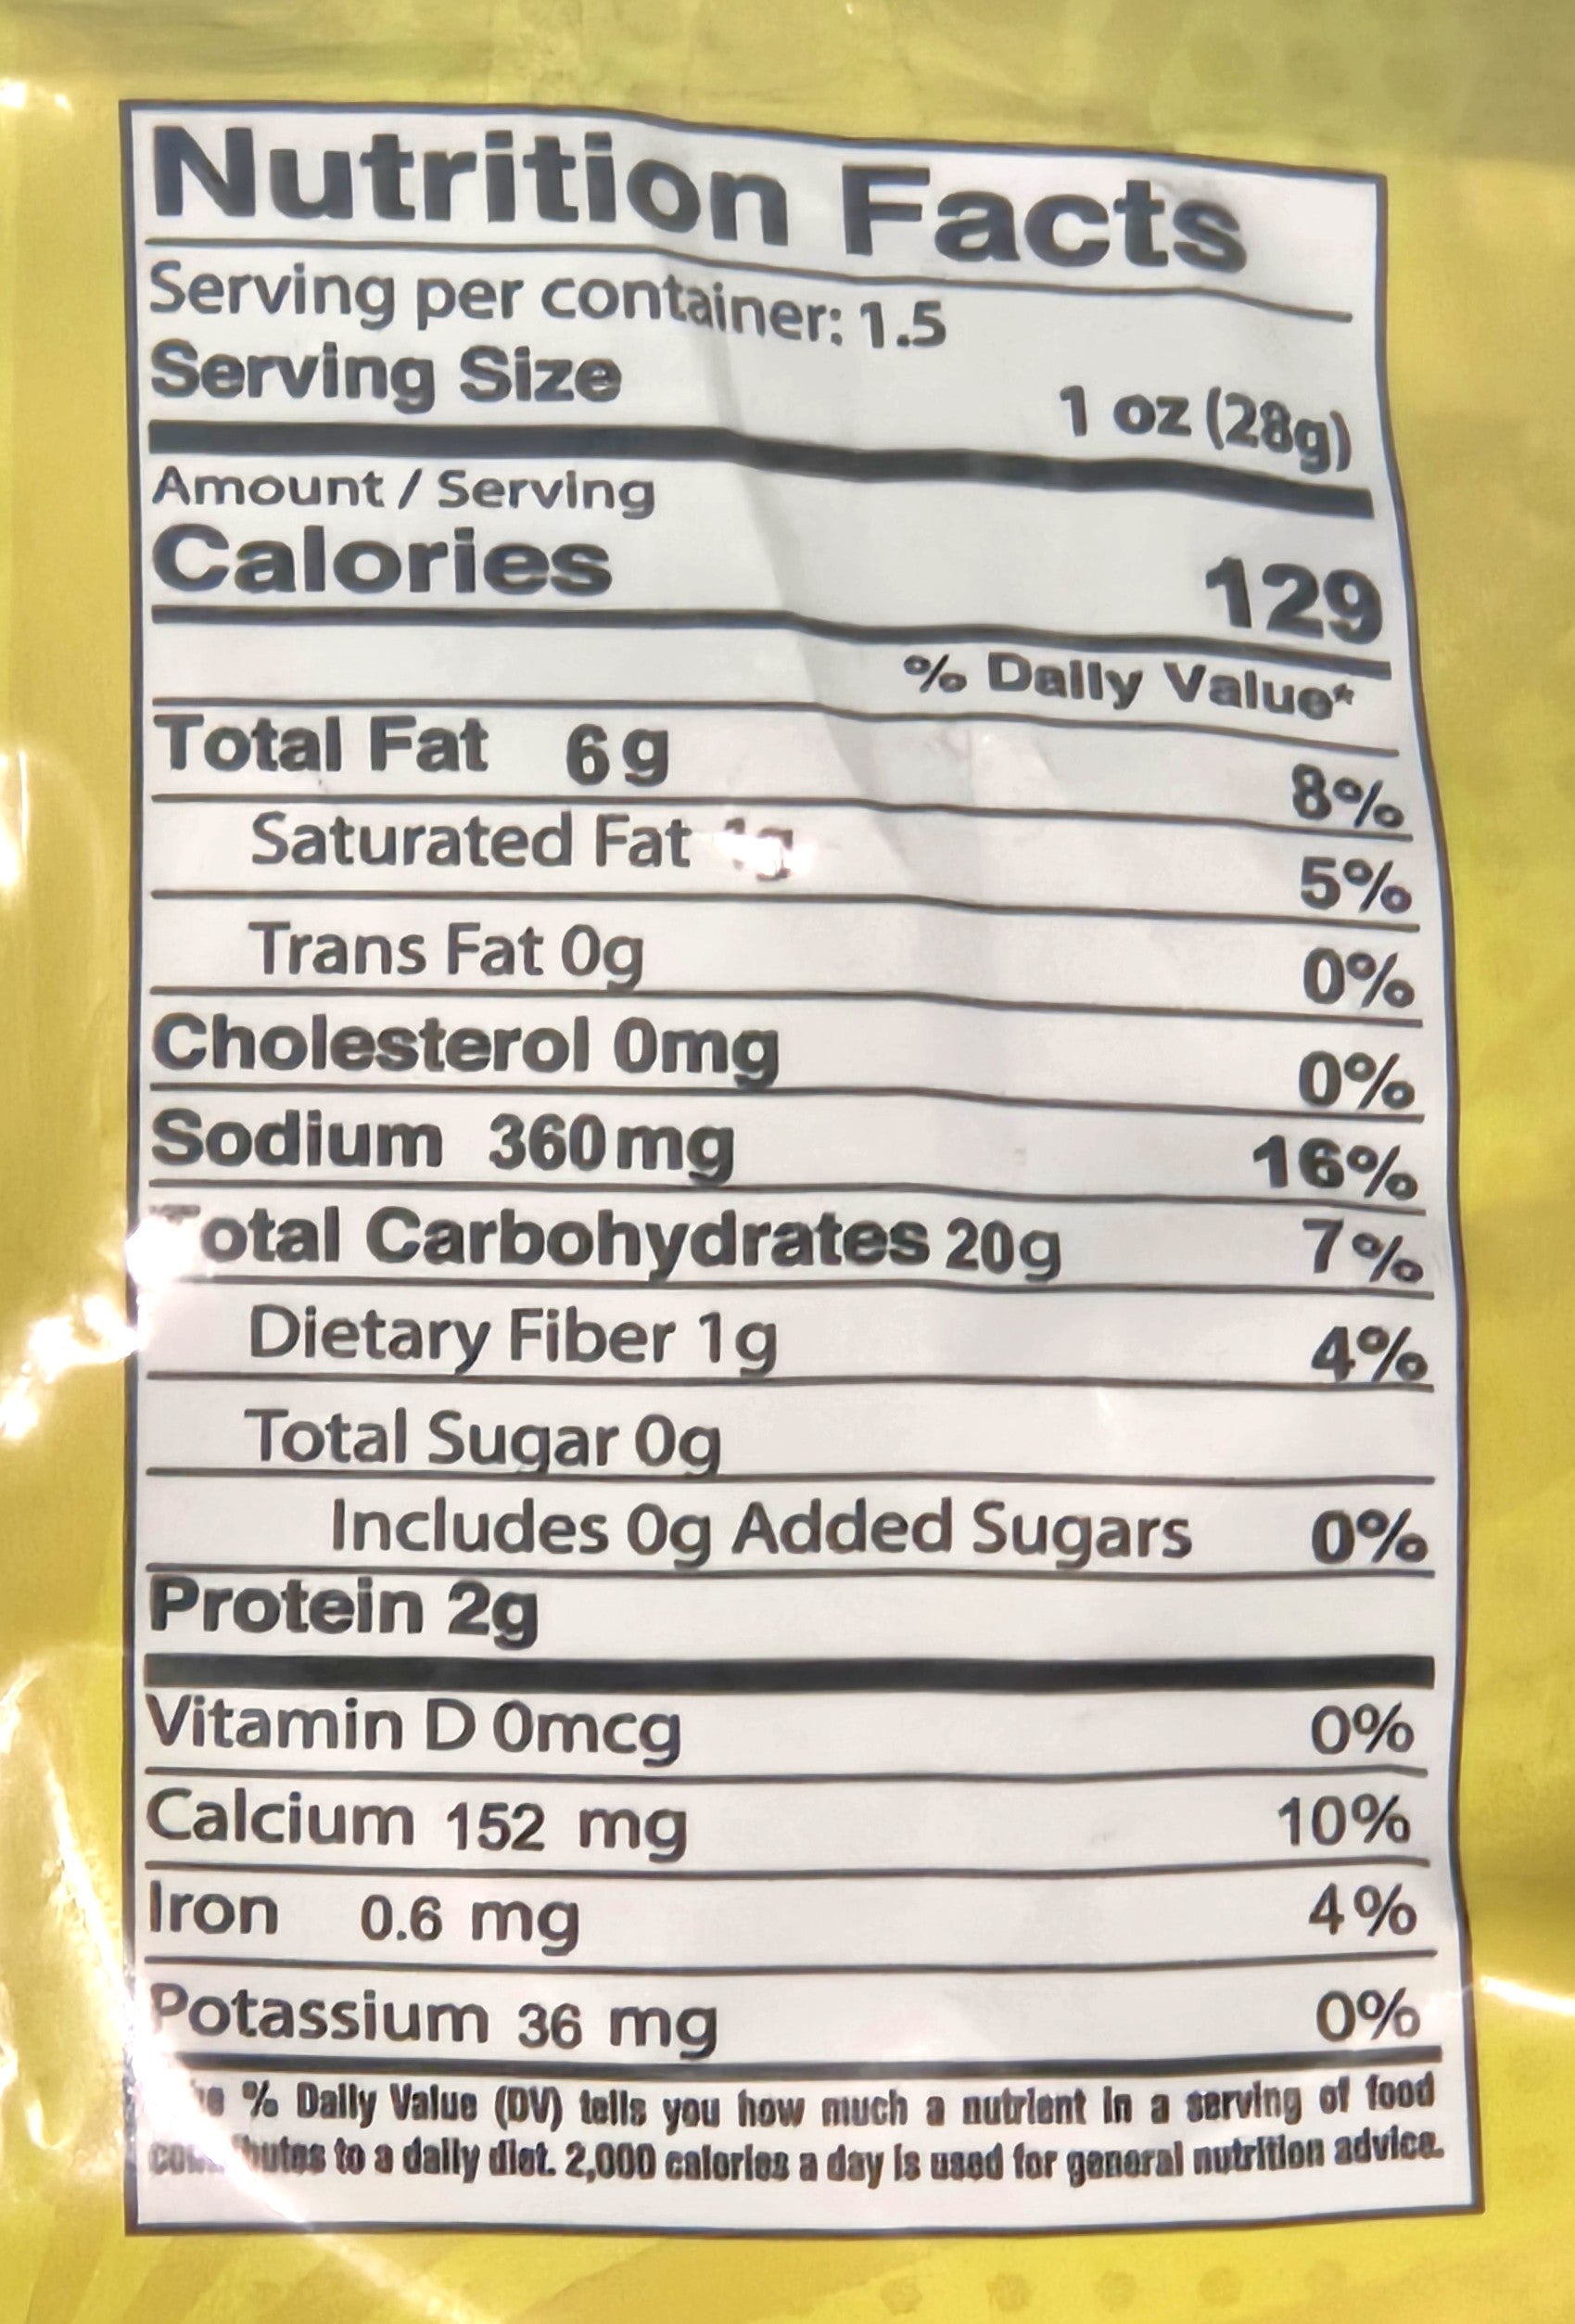 Nutrition Facts
Serving per container: 1.5
Serving Size 1 oz (28g)
Amount / Serving
Calories 129
% Daily Value*
Total Fat 6g 8%
Saturated Fat 1g 5%
Trans Fat 0g 0%
Cholesterol 0mg 0%
Sodium 360mg 16%
Total Carbohydrates 20g 7%
Dietary Fiber 1g 4%
Total Sugar 0g
Includes 0g Added Sugars 0%
Protein 2g
Vitamin D 0mcg 0%
Calcium 152 mg 10%
Iron 0.6 mg 4%
Potassium 36 mg 0%
% Daily Value (DV) tells you how much a nutrient in a serving of food
to a daily diet. 2,000 calories a day is used for general nutrition advice.